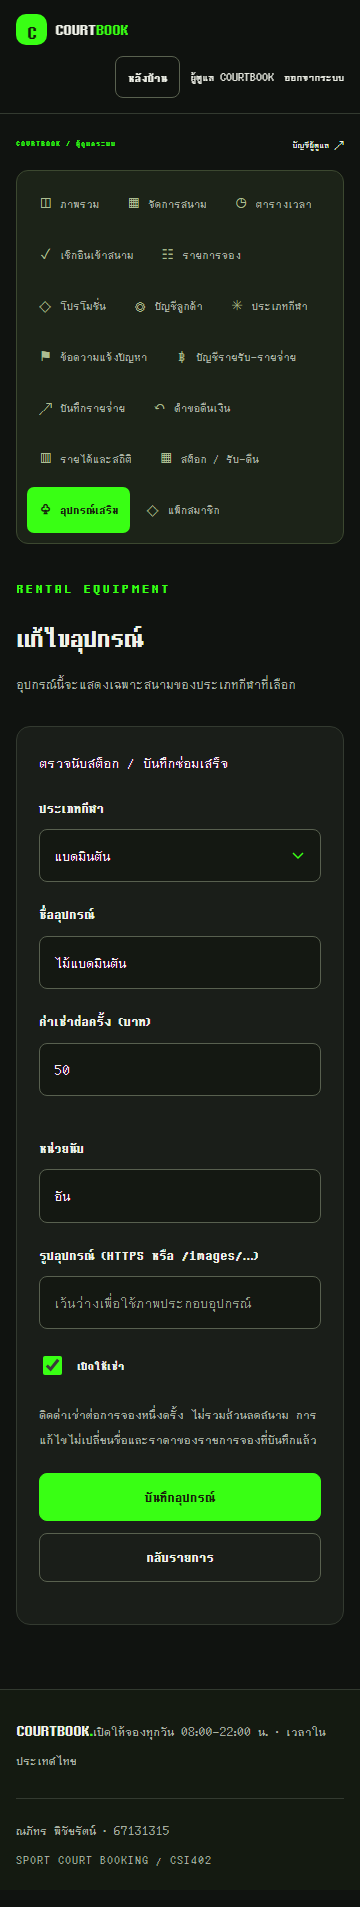 C COURTBOOK
หลังบ้าน ผู้ดูแล COURTBOOK ออกจากระบบ
COURTBOOK / ผู้ดูแลระบบ
บัญชีผู้ดูแล ↗
ภาพรวม จัดการสนาม ตารางเวลา
✓ เช็กอินเข้าสนาม รายการจอง
โปรโมชั่น บัญชีลูกค้า ประเภทกีฬา
ข้อความแจ้งปัญหา ฿ บัญชีรายรับ-รายจ่าย
↗ บันทึกรายจ่าย คำขอคืนเงิน
รายได้และสถิติ สต็อก / รับ-คืน
อุปกรณ์เสริม แพ็กสมาชิก
RENTAL EQUIPMENT
แก้ไขอุปกรณ์
อุปกรณ์นี้จะแสดงเฉพาะสนามของประเภทกีฬาที่เลือก
ตรวจนับสต็อก / บันทึกซ่อมเสร็จ
ประเภทกีฬา
แบดมินตัน
ชื่ออุปกรณ์
ไม้แบดมินตัน
ค่าเช่าต่อครั้ง (บาท)
50
หน่วยนับ
อัน
รูปอุปกรณ์ (HTTPS หรือ /images/...)
เว้นว่างเพื่อใช้ภาพประกอบอุปกรณ์
เปิดให้เช่า
คิดค่าเช่าต่อการจองหนึ่งครั้ง ไม่รวมส่วนลดสนาม การ
แก้ไขไม่เปลี่ยนชื่อและราคาของรายการจองที่บันทึกแล้ว
บันทึกอุปกรณ์
กลับรายการ
COURTBOOK.เปิดให้จองทุกวัน 08:00–22:00 น. · เวลาใน
ประเทศไทย
ณภัทร พิชัยรัตน์ · 67131315
SPORT COURT BOOKING / CSI402